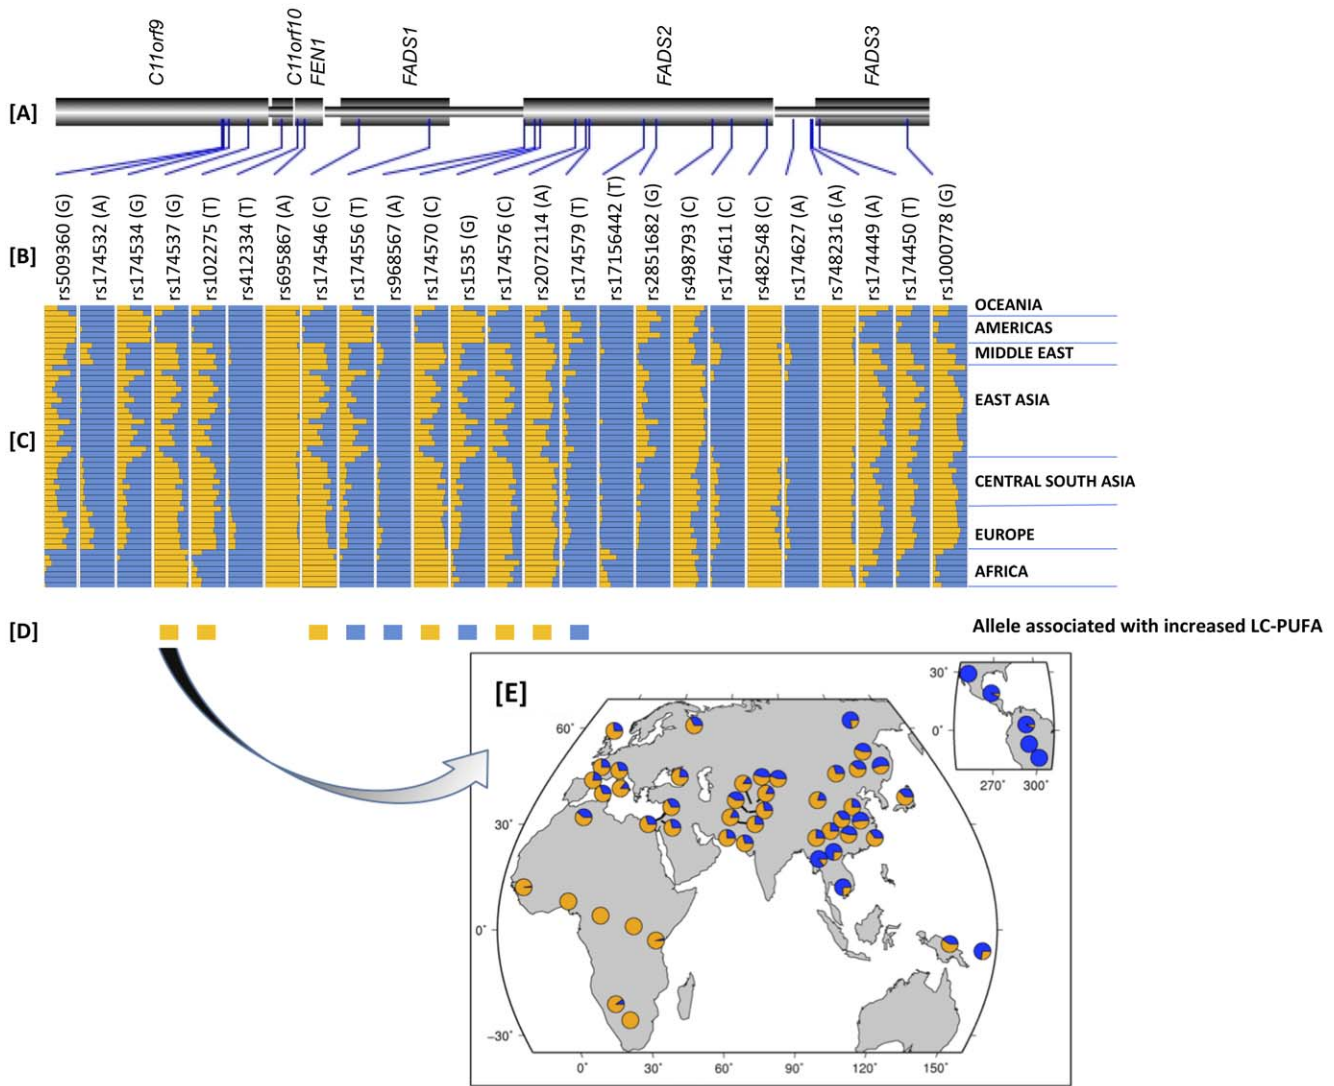 C11orf9
C11orf10
FEN1
FADS1
FADS2
FADS3
[A]
[B]
rs509360 (G)
rs174532 (A)
rs174534 (G)
rs174537 (G)
rs102275 (T)
rs412334 (T)
rs695867 (A)
rs174546 (C)
rs174556 (T)
rs968567 (A)
rs174570 (C)
rs1535 (G)
rs174576 (C)
rs2072114 (A)
rs174579 (T)
rs17156442 (T)
rs2851682 (G)
rs498793 (C)
rs174611 (C)
rs482548 (C)
rs174627 (A)
rs7482316 (A)
rs174449 (A)
rs174450 (T)
rs1000778 (G)
OCEANIA
AMERICAS
MIDDLE EAST
EAST ASIA
[C]
CENTRAL SOUTH ASIA
EUROPE
AFRICA
[D]
Allele associated with increased LC-PUFA
[E]
30°
0°
270° 300°
60°
30°
0°
−30°
0° 30° 60° 90° 120° 150°